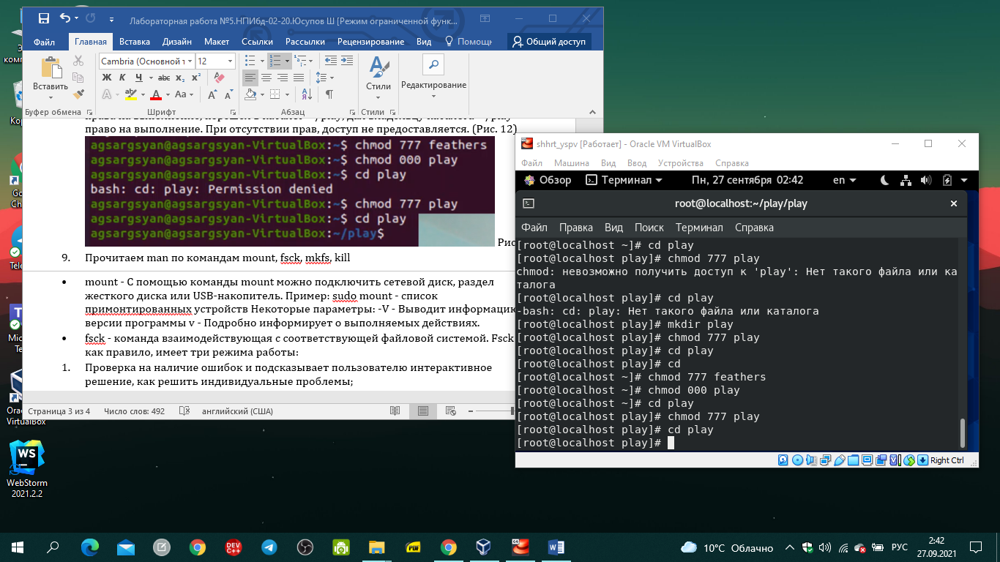 Лабораторная работа №5.НПИбд-02-20.Юсупов Ш [Режим ограниченной функ...
Файл Главная Вставка Дизайн Макет Ссылки Рассылки Рецензирование Вид Общий доступ
Cambria (Основной т 12
Ж К Ч abc x₂ x²
Вставить
Стили
Редактирование
Буфер обмена Шрифт Абзац Стили
право на выполнение. При отсутствии прав, доступ не предоставляется. (Рис. 12)
agsargsyan@agsargsyan-VirtualBox:~$ chmod 777 feathers
agsargsyan@agsargsyan-VirtualBox:~$ chmod 000 play
agsargsyan@agsargsyan-VirtualBox:~$ cd play
bash: cd: play: Permission denied
agsargsyan@agsargsyan-VirtualBox:~$ chmod 777 play
agsargsyan@agsargsyan-VirtualBox:~$ cd play
agsargsyan@agsargsyan-VirtualBox:~/play$
9. Прочитаем man по командам mount, fsck, mkfs, kill
• mount - С помощью команды mount можно подключить сетевой диск, раздел
жесткого диска или USB-накопитель. Пример: sudo mount - список
примонтированных устройств Некоторые параметры: -V - Выводит информацию
версии программы v - Подробно информирует о выполняемых действиях.
• fsck - команда взаимодействующая с соответствующей файловой системой. Fsck
как правило, имеет три режима работы:
1. Проверка на наличие ошибок и подсказывает пользователю интерактивное
решение, как решить индивидуальные проблемы;
Страница 3 из 4 Число слов: 492 английский (США)
shhrt_yspv [Работает] - Oracle VM VirtualBox
Файл Машина Вид Ввод Устройства Справка
Обзор Терминал Пн, 27 сентября 02:42 en
root@localhost:~/play/play
Файл Правка Вид Поиск Терминал Справка
[root@localhost ~]# cd play
[root@localhost play]# chmod 777 play
chmod: невозможно получить доступ к 'play': Нет такого файла или ка
талога
[root@localhost play]# cd play
-bash: cd: play: Нет такого файла или каталога
[root@localhost play]# mkdir play
[root@localhost play]# chmod 777 play
[root@localhost play]# cd play
[root@localhost play]# cd
[root@localhost ~]# chmod 777 feathers
[root@localhost ~]# chmod 000 play
[root@localhost ~]# cd play
[root@localhost play]# chmod 777 play
[root@localhost play]# cd play
[root@localhost play]#
Right Ctrl
VirtualBox
WS
WebStorm
2021.2.2
DEV
C++
PDF
10°C Облачно РУС 2:42
27.09.2021